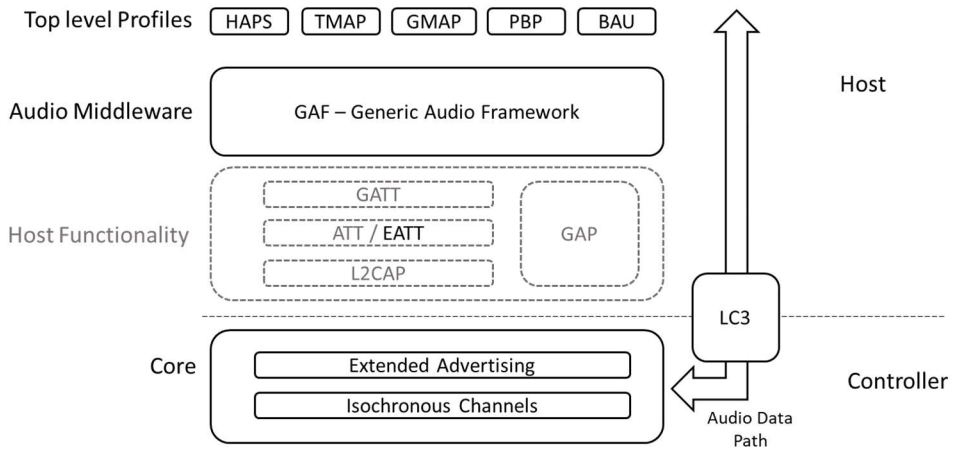 Top level Profiles
HAPS
TMAP
GMAP
PBP
BAU
Host
Audio Middleware
GAF – Generic Audio Framework
Host Functionality
GATT
ATT / EATT
L2CAP
GAP
LC3
Core
Extended Advertising
Isochronous Channels
Controller
Audio Data
Path